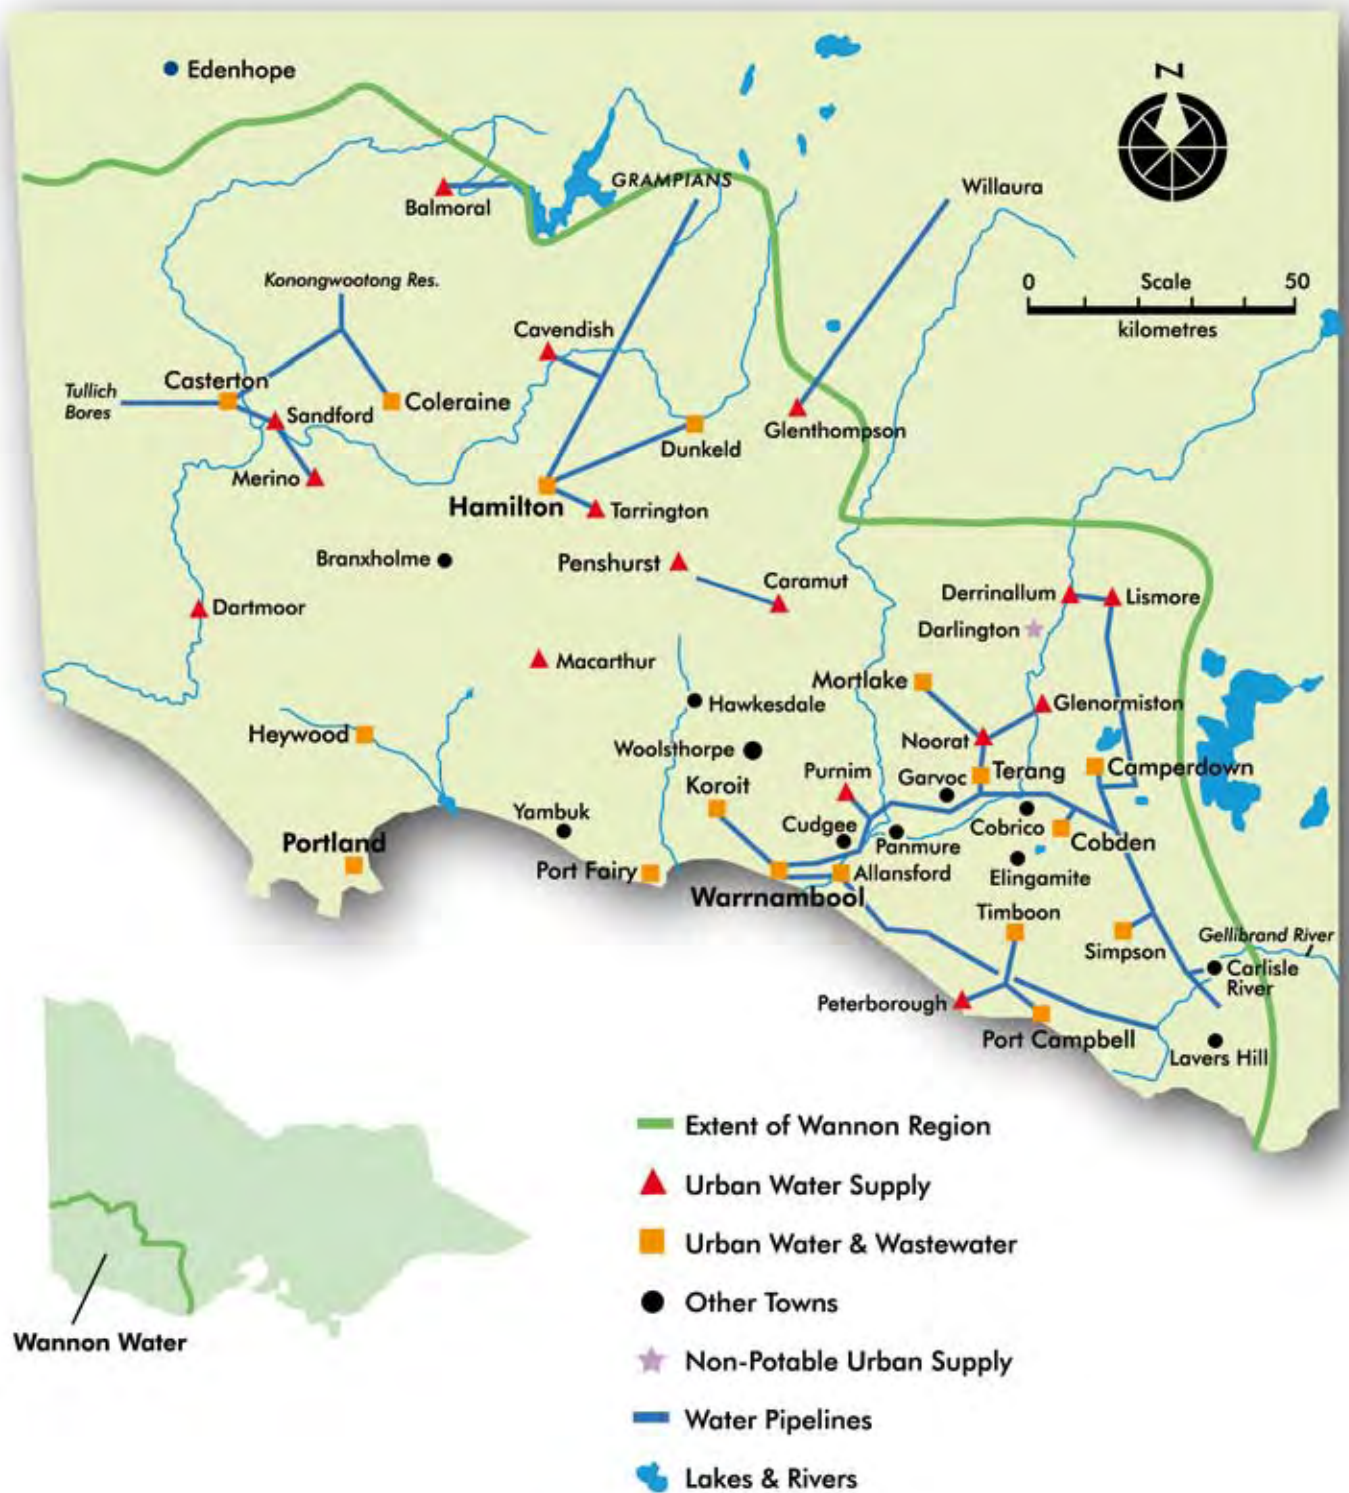 Edenhope
N
GRAMPIANS
Willaura
Balmoral
0 Scale 50
kilometres
Konongwootong Res.
Cavendish
Casterton
Tullich
Bores
Coleraine
Sandford
Glenthompson
Dunkeld
Merino
Hamilton
Tarrington
Branxholme
Penshurst
Caramut
Derrinallum
Lismore
Dartmoor
Darlington
Macarthur
Mortlake
Hawkesdale
Glenormiston
Heywood
Noorat
Woolsthorpe
Purnim
Garvoc
Terang
Camperdown
Koroit
Yambuk
Cudgee
Cobrico
Portland
Panmure
Cobden
Port Fairy
Allansford
Elingamite
Warrnambool
Timboon
Gellibrand River
Simpson
Carlisle
River
Peterborough
Port Campbell
Lavers Hill
Extent of Wannon Region
Urban Water Supply
Urban Water & Wastewater
Other Towns
Wannon Water
Non-Potable Urban Supply
Water Pipelines
Lakes & Rivers